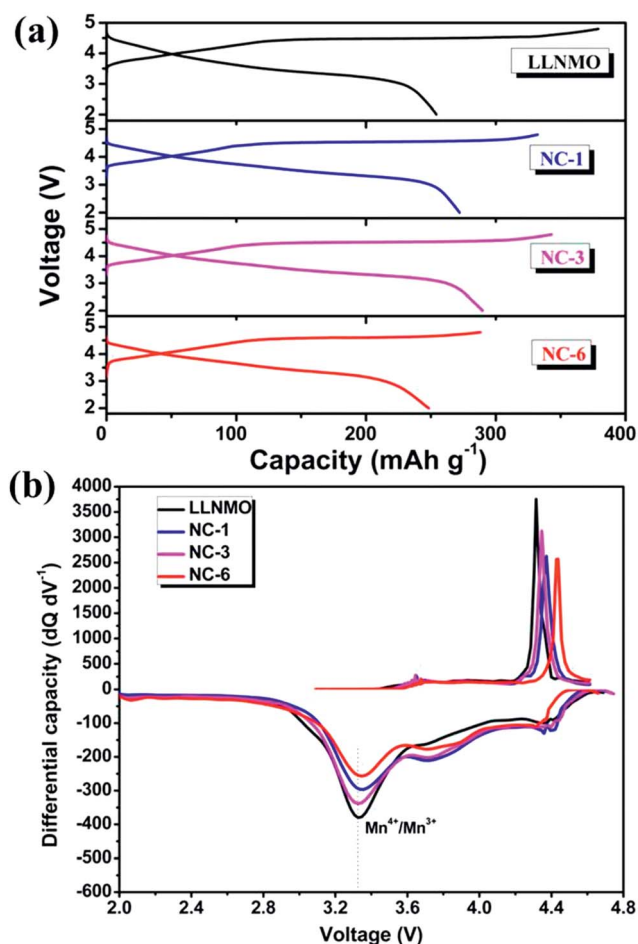 (a)
Voltage (V)
5
4
3
2
LLNMO
5
4
3
2
NC-1
5
4
3
2
NC-3
5
4
3
2
NC-6
0 100 200 300 400
Capacity (mAh g⁻¹)
(b)
Differential capacity (dQ dV⁻¹)
4000
3500
3000
2500
2000
1500
1000
500
0
-100
-200
-300
-400
-500
-600
LLNMO
NC-1
NC-3
NC-6
Mn⁴⁺/Mn³⁺
2.0 2.4 2.8 3.2 3.6 4.0 4.4 4.8
Voltage (V)